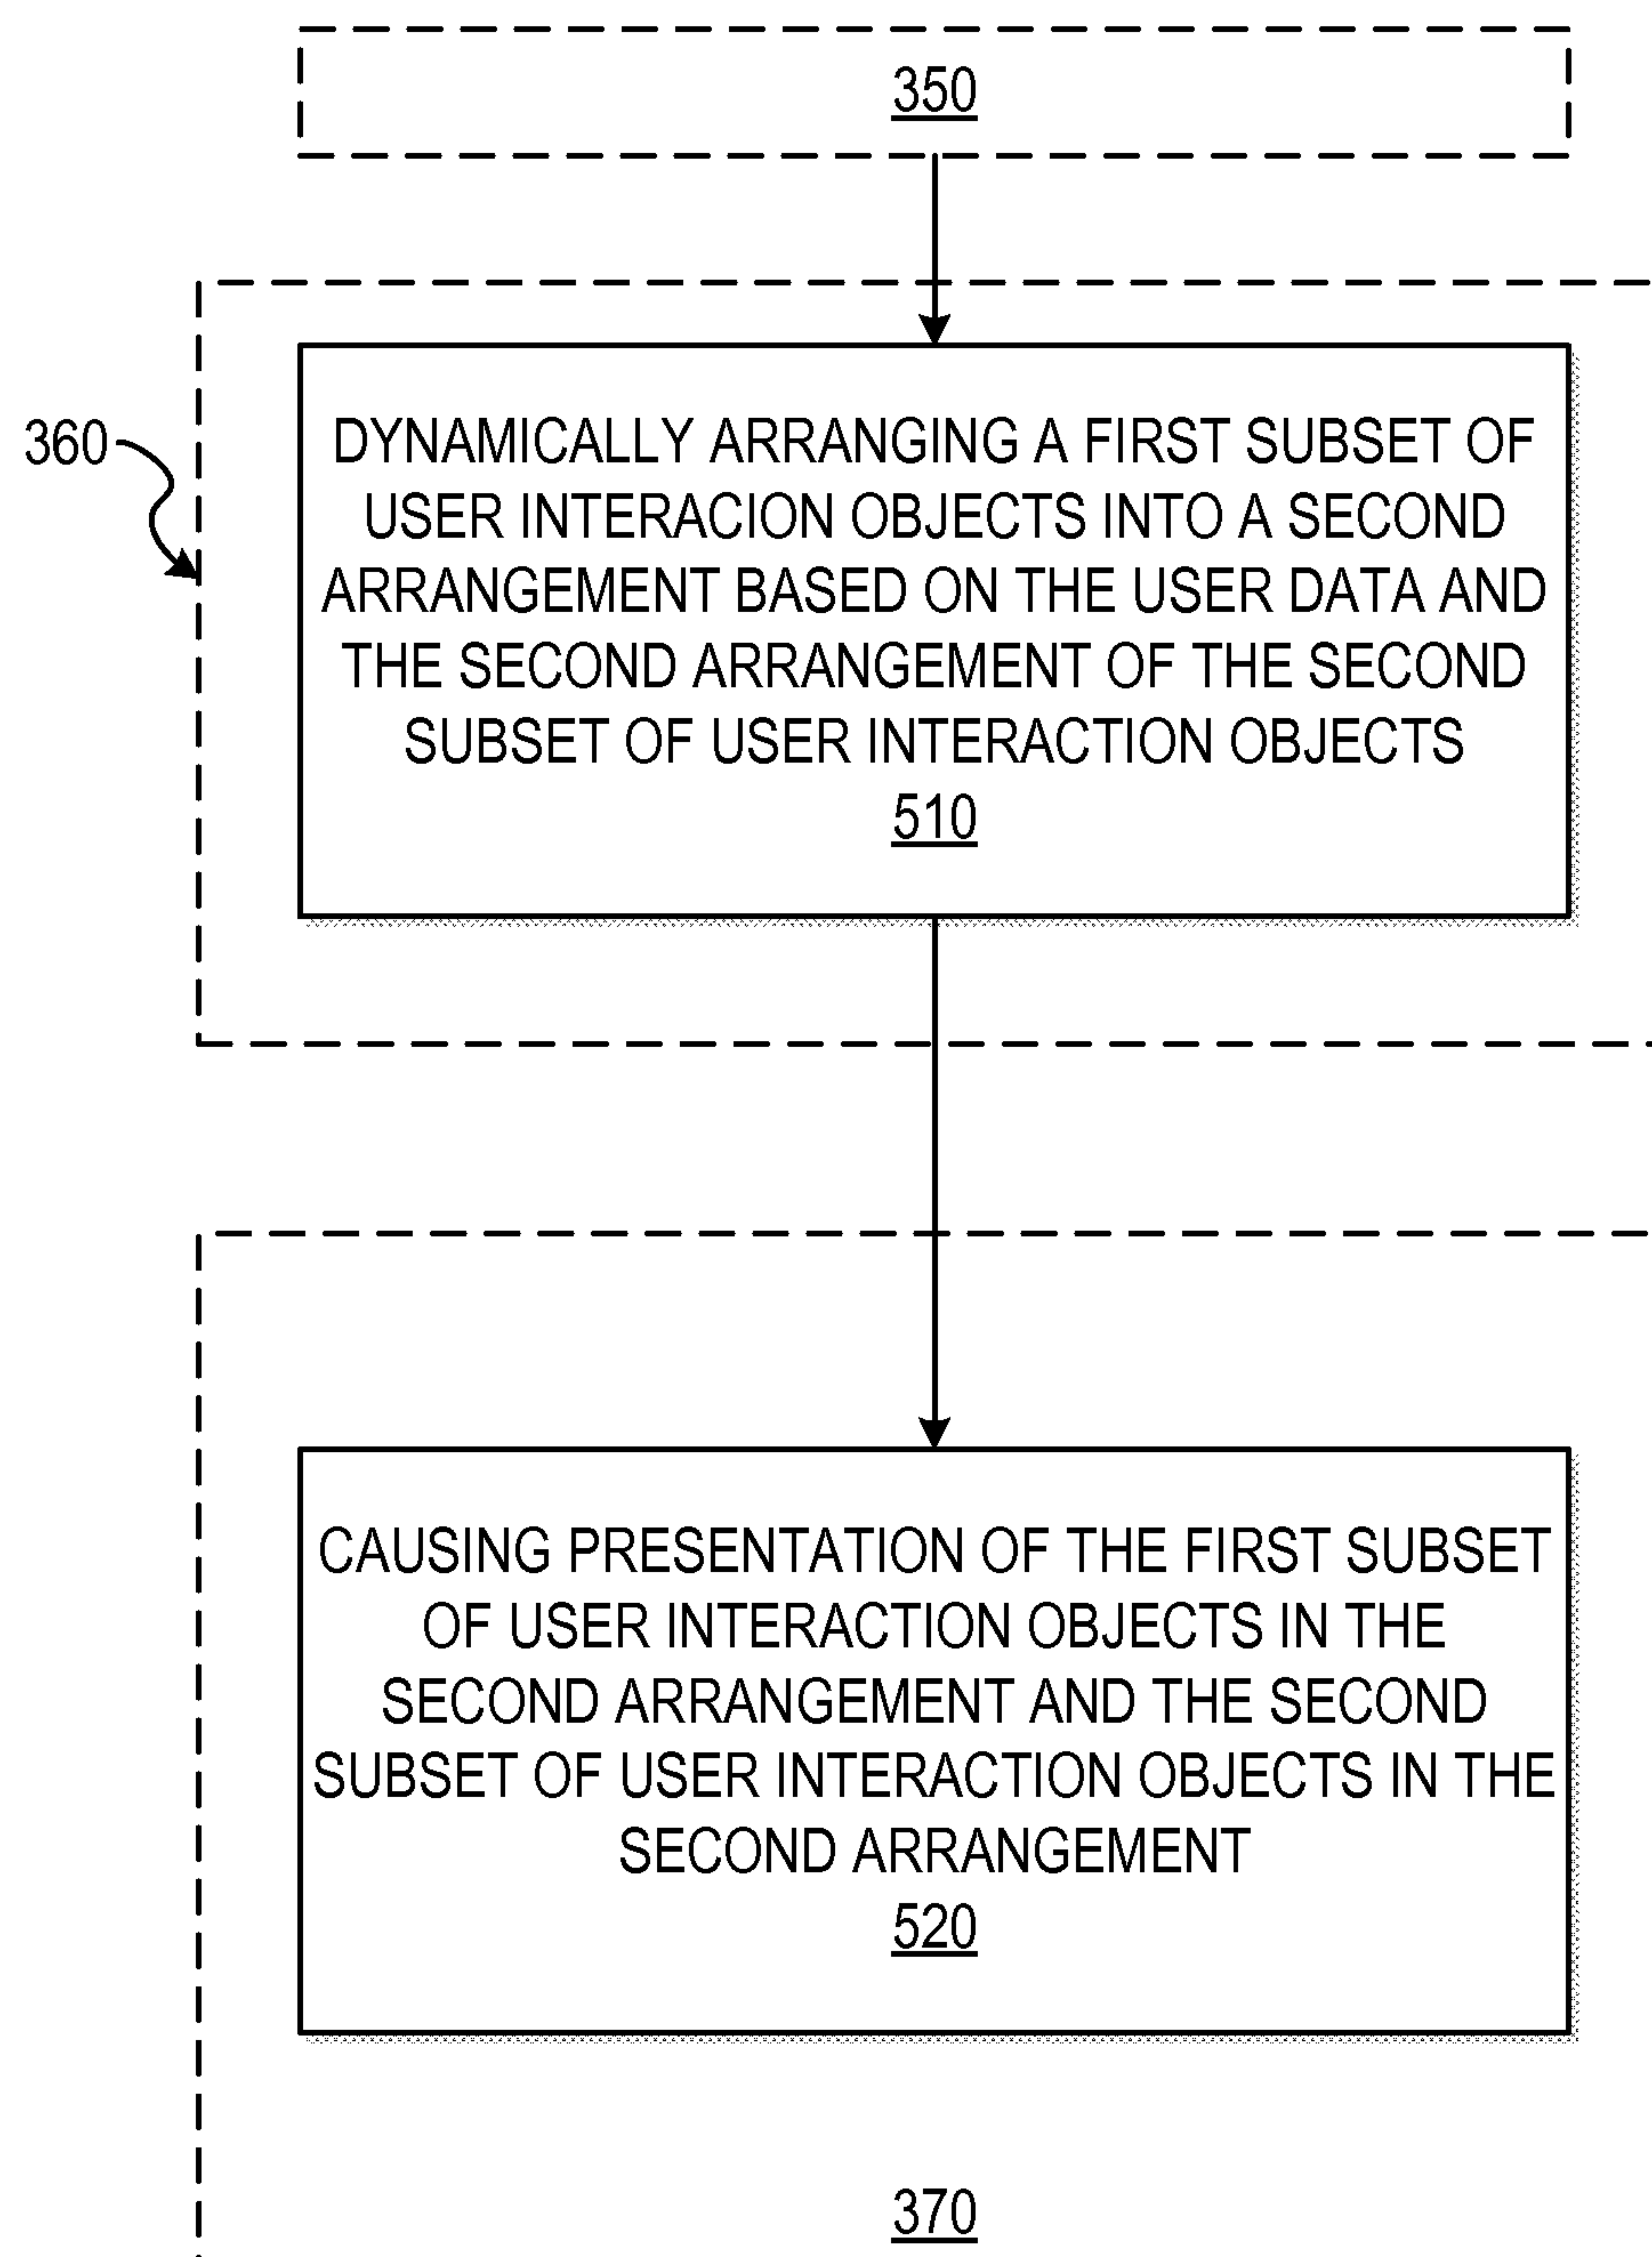 350
360
DYNAMICALLY ARRANGING A FIRST SUBSET OF
USER INTERACION OBJECTS INTO A SECOND
ARRANGEMENT BASED ON THE USER DATA AND
THE SECOND ARRANGEMENT OF THE SECOND
SUBSET OF USER INTERACTION OBJECTS
510
CAUSING PRESENTATION OF THE FIRST SUBSET
OF USER INTERACTION OBJECTS IN THE
SECOND ARRANGEMENT AND THE SECOND
SUBSET OF USER INTERACTION OBJECTS IN THE
SECOND ARRANGEMENT
520
370